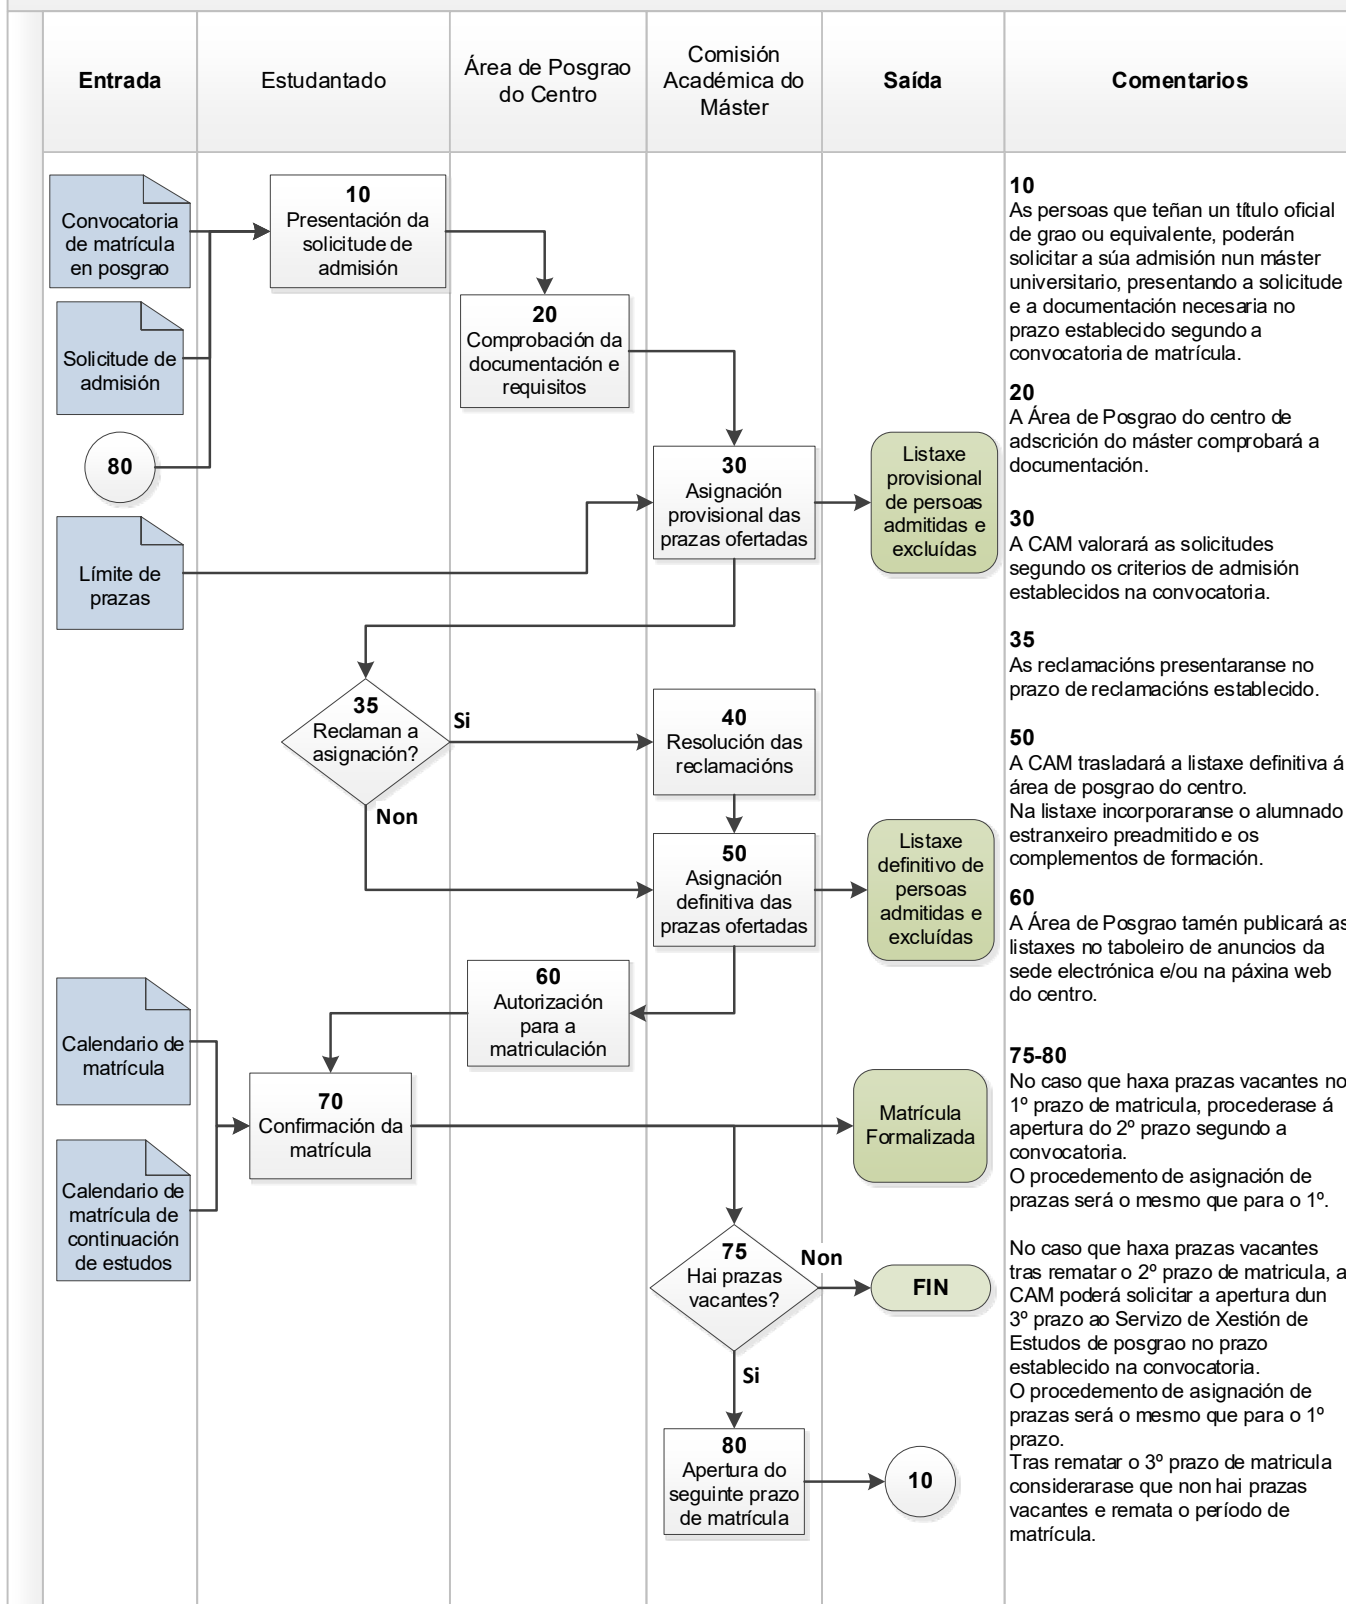 Entrada
Estudantado
Área de Posgrao
do Centro
Comisión
Académica do
Máster
Saída
Comentarios
Convocatoria
de matrícula
en posgrao
Solicitude de
admisión
80
Límite de
prazas
10
Presentación da
solicitude de
admisión
20
Comprobación da
documentación e
requisitos
30
Asignación
provisional das
prazas ofertadas
Listaxe
provisional
de persoas
admitidas e
excluídas
35
Reclaman a
asignación?
Si
Non
40
Resolución das
reclamacións
50
Asignación
definitiva das
prazas ofertadas
Listaxe
definitivo de
persoas
admitidas e
excluídas
60
Autorización
para a
matriculación
Calendario de
matrícula
Calendario de
matrícula de
continuación
de estudos
70
Confirmación da
matrícula
Matrícula
Formalizada
75
Hai prazas
vacantes?
Non
FIN
Si
80
Apertura do
seguinte prazo
de matrícula
10
10
As persoas que teñan un título oficial
de grao ou equivalente, poderán
solicitar a súa admisión nun máster
universitario, presentando a solicitude
e a documentación necesaria no
prazo establecido segundo a
convocatoria de matrícula.
20
A Área de Posgrao do centro de
adscrición do máster comprobará a
documentación.
30
A CAM valorará as solicitudes
segundo os criterios de admisión
establecidos na convocatoria.
35
As reclamacións presentaranse no
prazo de reclamacións establecido.
50
A CAM trasladará a listaxe definitiva á
área de posgrao do centro.
Na listaxe incorporaranse o alumnado
estranxeiro preadmitido e os
complementos de formación.
60
A Área de Posgrao tamén publicará as
listaxes no taboleiro de anuncios da
sede electrónica e/ou na páxina web
do centro.
75-80
No caso que haxa prazas vacantes no
1º prazo de matricula, procederase á
apertura do 2º prazo segundo a
convocatoria.
O procedemento de asignación de
prazas será o mesmo que para o 1º.
No caso que haxa prazas vacantes
tras rematar o 2º prazo de matricula, a
CAM poderá solicitar a apertura dun
3º prazo ao Servizo de Xestión de
Estudos de posgrao no prazo
establecido na convocatoria.
O procedemento de asignación de
prazas será o mesmo que para o 1º
prazo.
Tras rematar o 3º prazo de matricula
considerarase que non hai prazas
vacantes e remata o período de
matrícula.